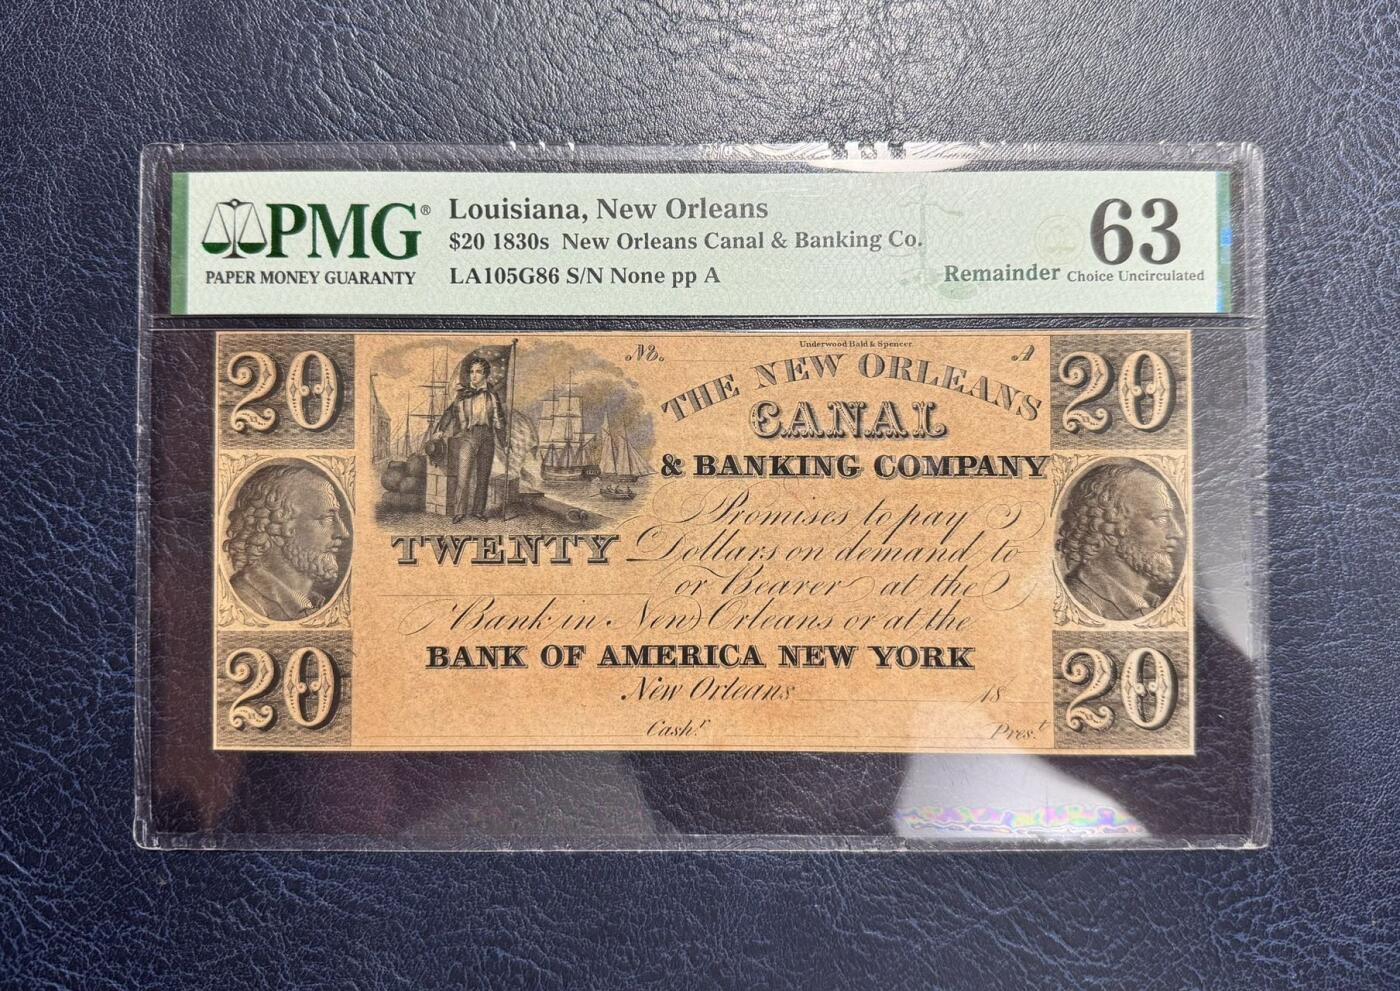 PMG®
PAPER MONEY GUARANTY
Louisiana, New Orleans
$20 1830s New Orleans Canal & Banking Co.
LA105G86 S/N None pp A
Remainder
63
Choice Uncirculated
20
20
No.
Underwood Bald & Spencer
A
THE NEW ORLEANS
CANAL
& BANKING COMPANY
Promises to pay
TWENTY Dollars on demand to
or Bearer at the
Bank in New Orleans or at the
BANK OF AMERICA NEW YORK
New Orleans 18
Cash.r Pres.t
20
20